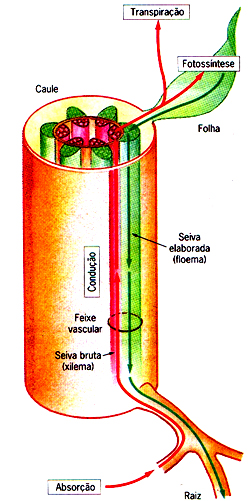 Transpiração
Fotossíntese
Caule
Folha
Seiva
elaborada
(floema)
Condução
Feixe
vascular
Seiva bruta
(xilema)
Absorção
Raiz